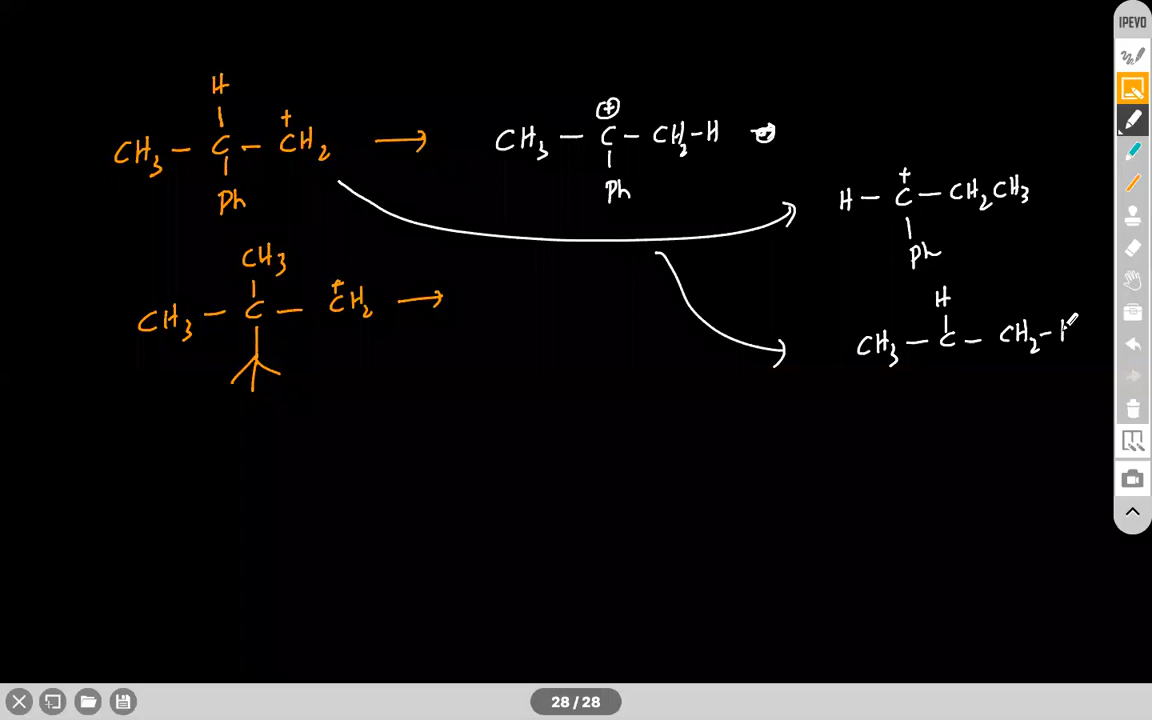 IPEVO
H
CH3 — C — +CH2 →
Ph
⊕
CH3 — C — CH2–H
Ph
+
H — C — CH2CH3
Ph
CH3
CH3 — C — +CH2 →
H
CH3 — C — CH2–
28 / 28